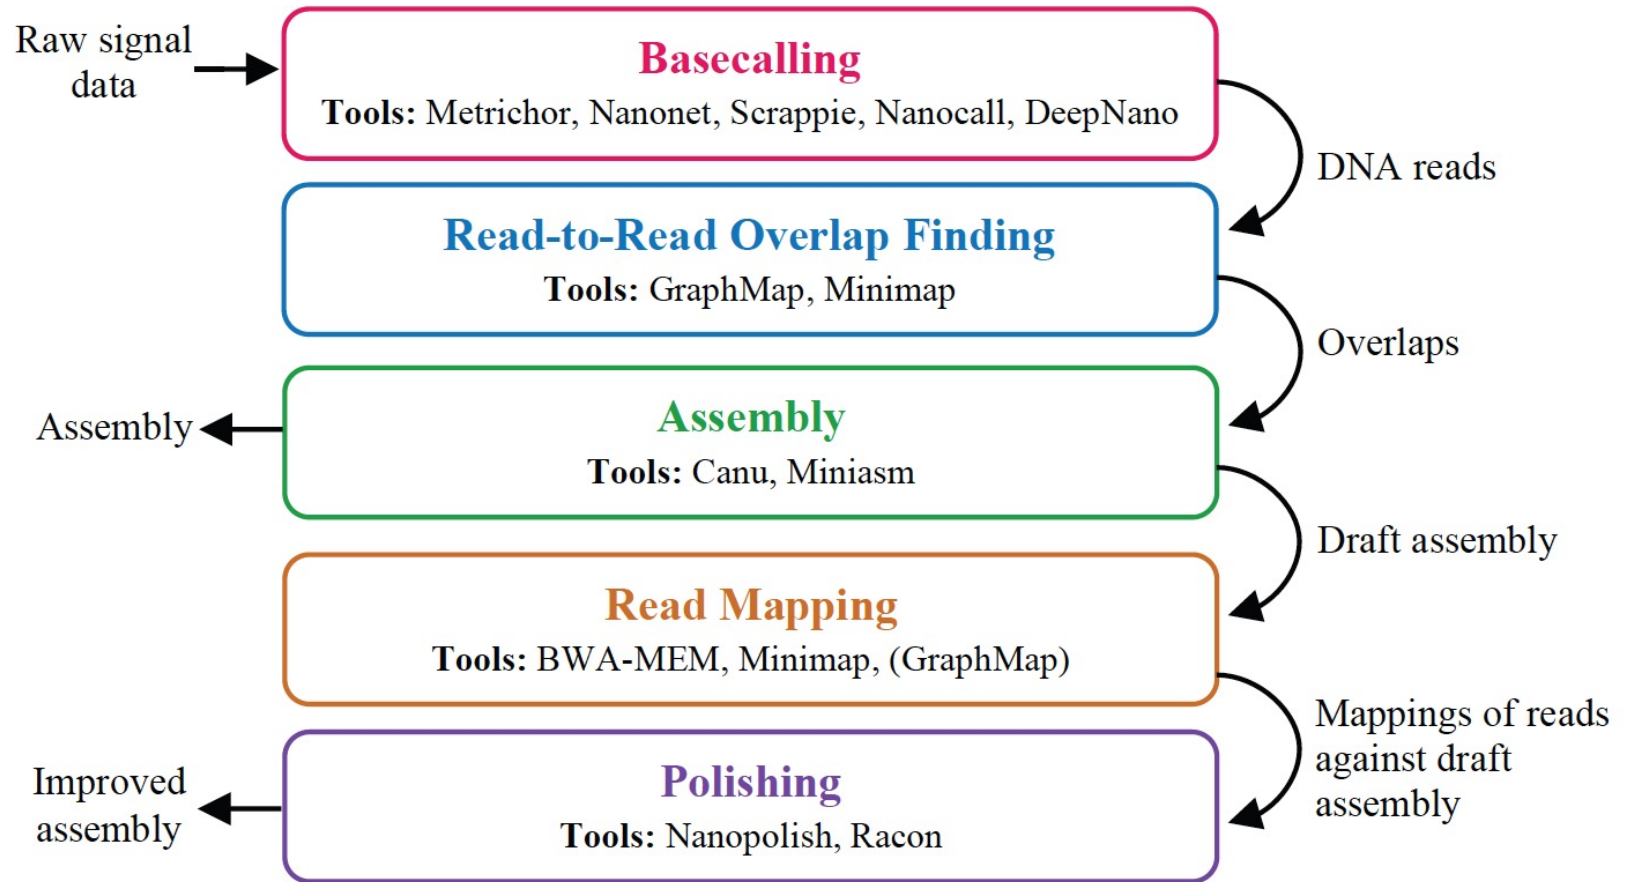 Raw signal
data
Basecalling
Tools: Metrichor, Nanonet, Scrappie, Nanocall, DeepNano
DNA reads
Read-to-Read Overlap Finding
Tools: GraphMap, Minimap
Overlaps
Assembly
Assembly
Tools: Canu, Miniasm
Draft assembly
Read Mapping
Tools: BWA-MEM, Minimap, (GraphMap)
Mappings of reads
against draft
assembly
Improved
assembly
Polishing
Tools: Nanopolish, Racon